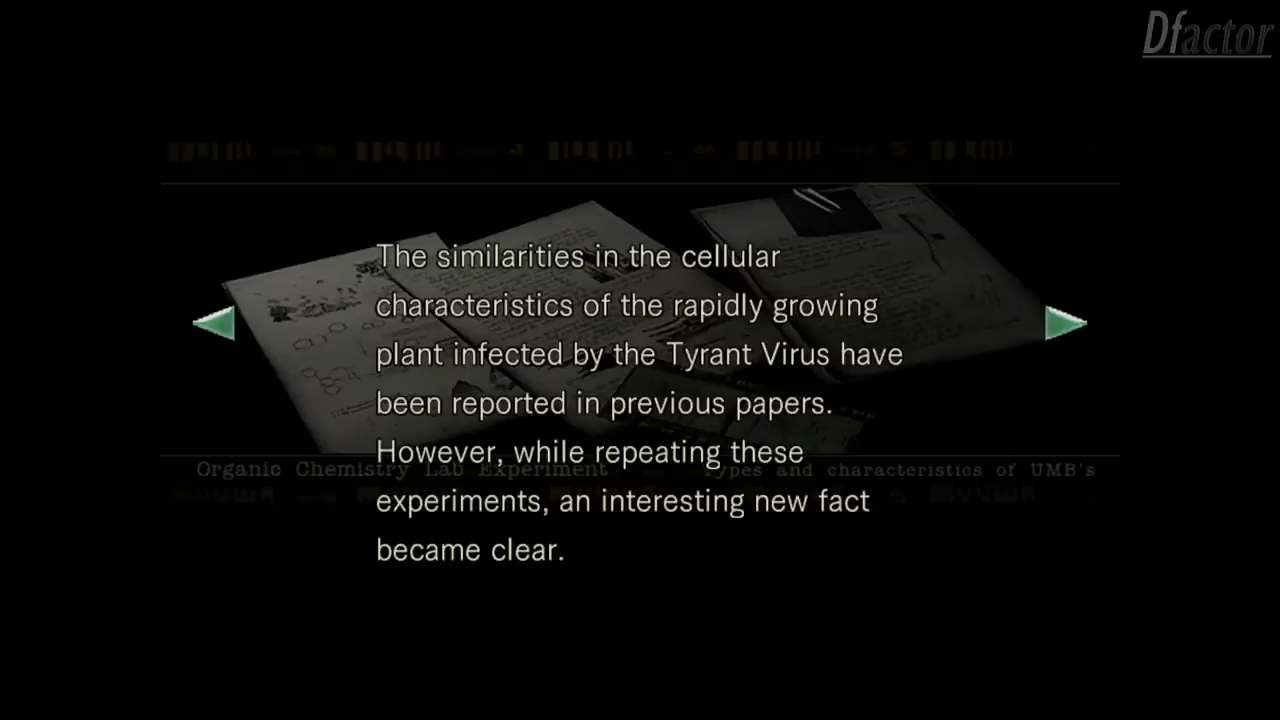 Dfactor
The similarities in the cellular
characteristics of the rapidly growing
plant infected by the Tyrant Virus have
been reported in previous papers.
However, while repeating these
experiments, an interesting new fact
became clear.
Organic Chemistry Lab Experiment Types and characteristics of UMB's